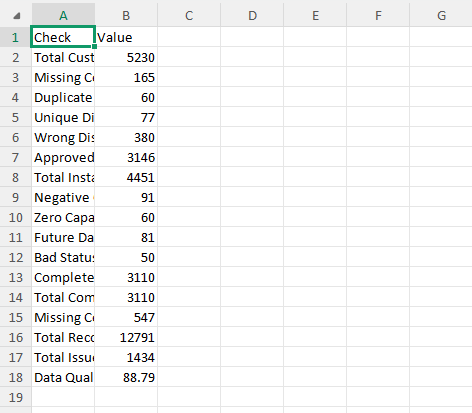 A B C D E F G
1 Check Value
2 Total Cust 5230
3 Missing Co 165
4 Duplicate 60
5 Unique Di 77
6 Wrong Dis 380
7 Approved 3146
8 Total Insta 4451
9 Negative 91
10 Zero Capa 60
11 Future Da 81
12 Bad Status 50
13 Complete 3110
14 Total Com 3110
15 Missing Co 547
16 Total Reco 12791
17 Total Issue 1434
18 Data Qual 88.79
19